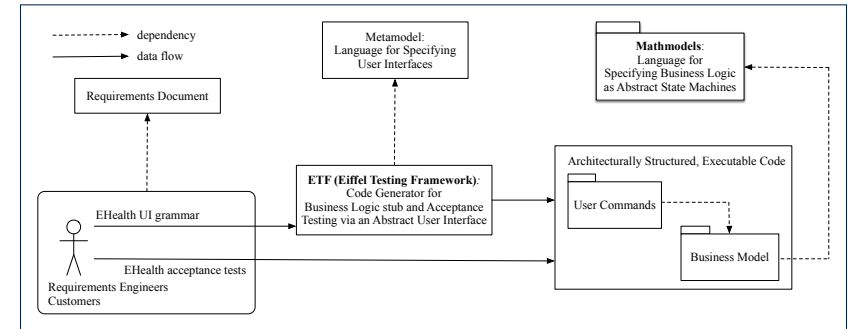 dependency
data flow
Requirements Document
Metamodel:
Language for Specifying
User Interfaces
Mathmodels:
Language for
Specifying Business Logic
as Abstract State Machines
ETF (Eiffel Testing Framework):
Code Generator for
Business Logic stub and Acceptance
Testing via an Abstract User Interface
Architecturally Structured, Executable Code
User Commands
Business Model
EHealth UI grammar
EHealth acceptance tests
Requirements Engineers
Customers